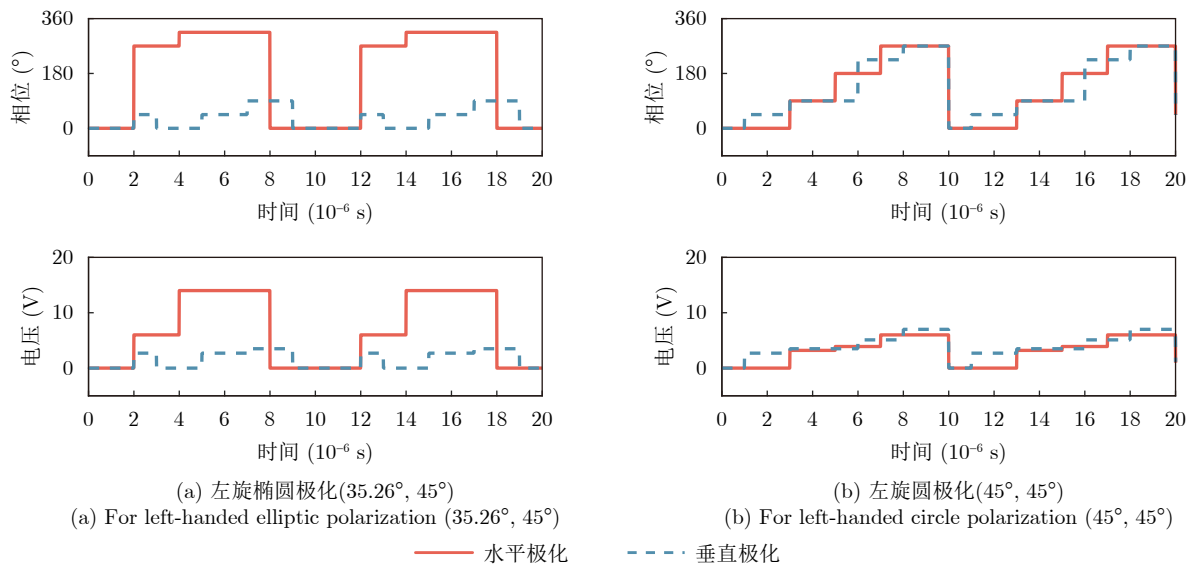 360
180
0
相位 (°)
0 2 4 6 8 10 12 14 16 18 20
时间 (10⁻⁶ s)
20
10
0
电压 (V)
0 2 4 6 8 10 12 14 16 18 20
时间 (10⁻⁶ s)
(a) 左旋椭圆极化(35.26°, 45°)
(a) For left-handed elliptic polarization (35.26°, 45°)
360
180
0
相位 (°)
0 2 4 6 8 10 12 14 16 18 20
时间 (10⁻⁶ s)
20
10
0
电压 (V)
0 2 4 6 8 10 12 14 16 18 20
时间 (10⁻⁶ s)
(b) 左旋圆极化(45°, 45°)
(b) For left-handed circle polarization (45°, 45°)
水平极化 垂直极化